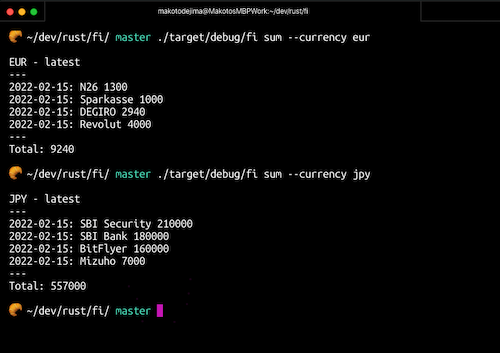 makotodejima@MakotosMBPWork:~/dev/rust/fi
~/dev/rust/fi/ master ./target/debug/fi sum --currency eur
EUR - latest
---
2022-02-15: N26 1300
2022-02-15: Sparkasse 1000
2022-02-15: DEGIRO 2940
2022-02-15: Revolut 4000
---
Total: 9240
~/dev/rust/fi/ master ./target/debug/fi sum --currency jpy
JPY - latest
---
2022-02-15: SBI Security 210000
2022-02-15: SBI Bank 180000
2022-02-15: BitFlyer 160000
2022-02-15: Mizuho 7000
---
Total: 557000
~/dev/rust/fi/ master